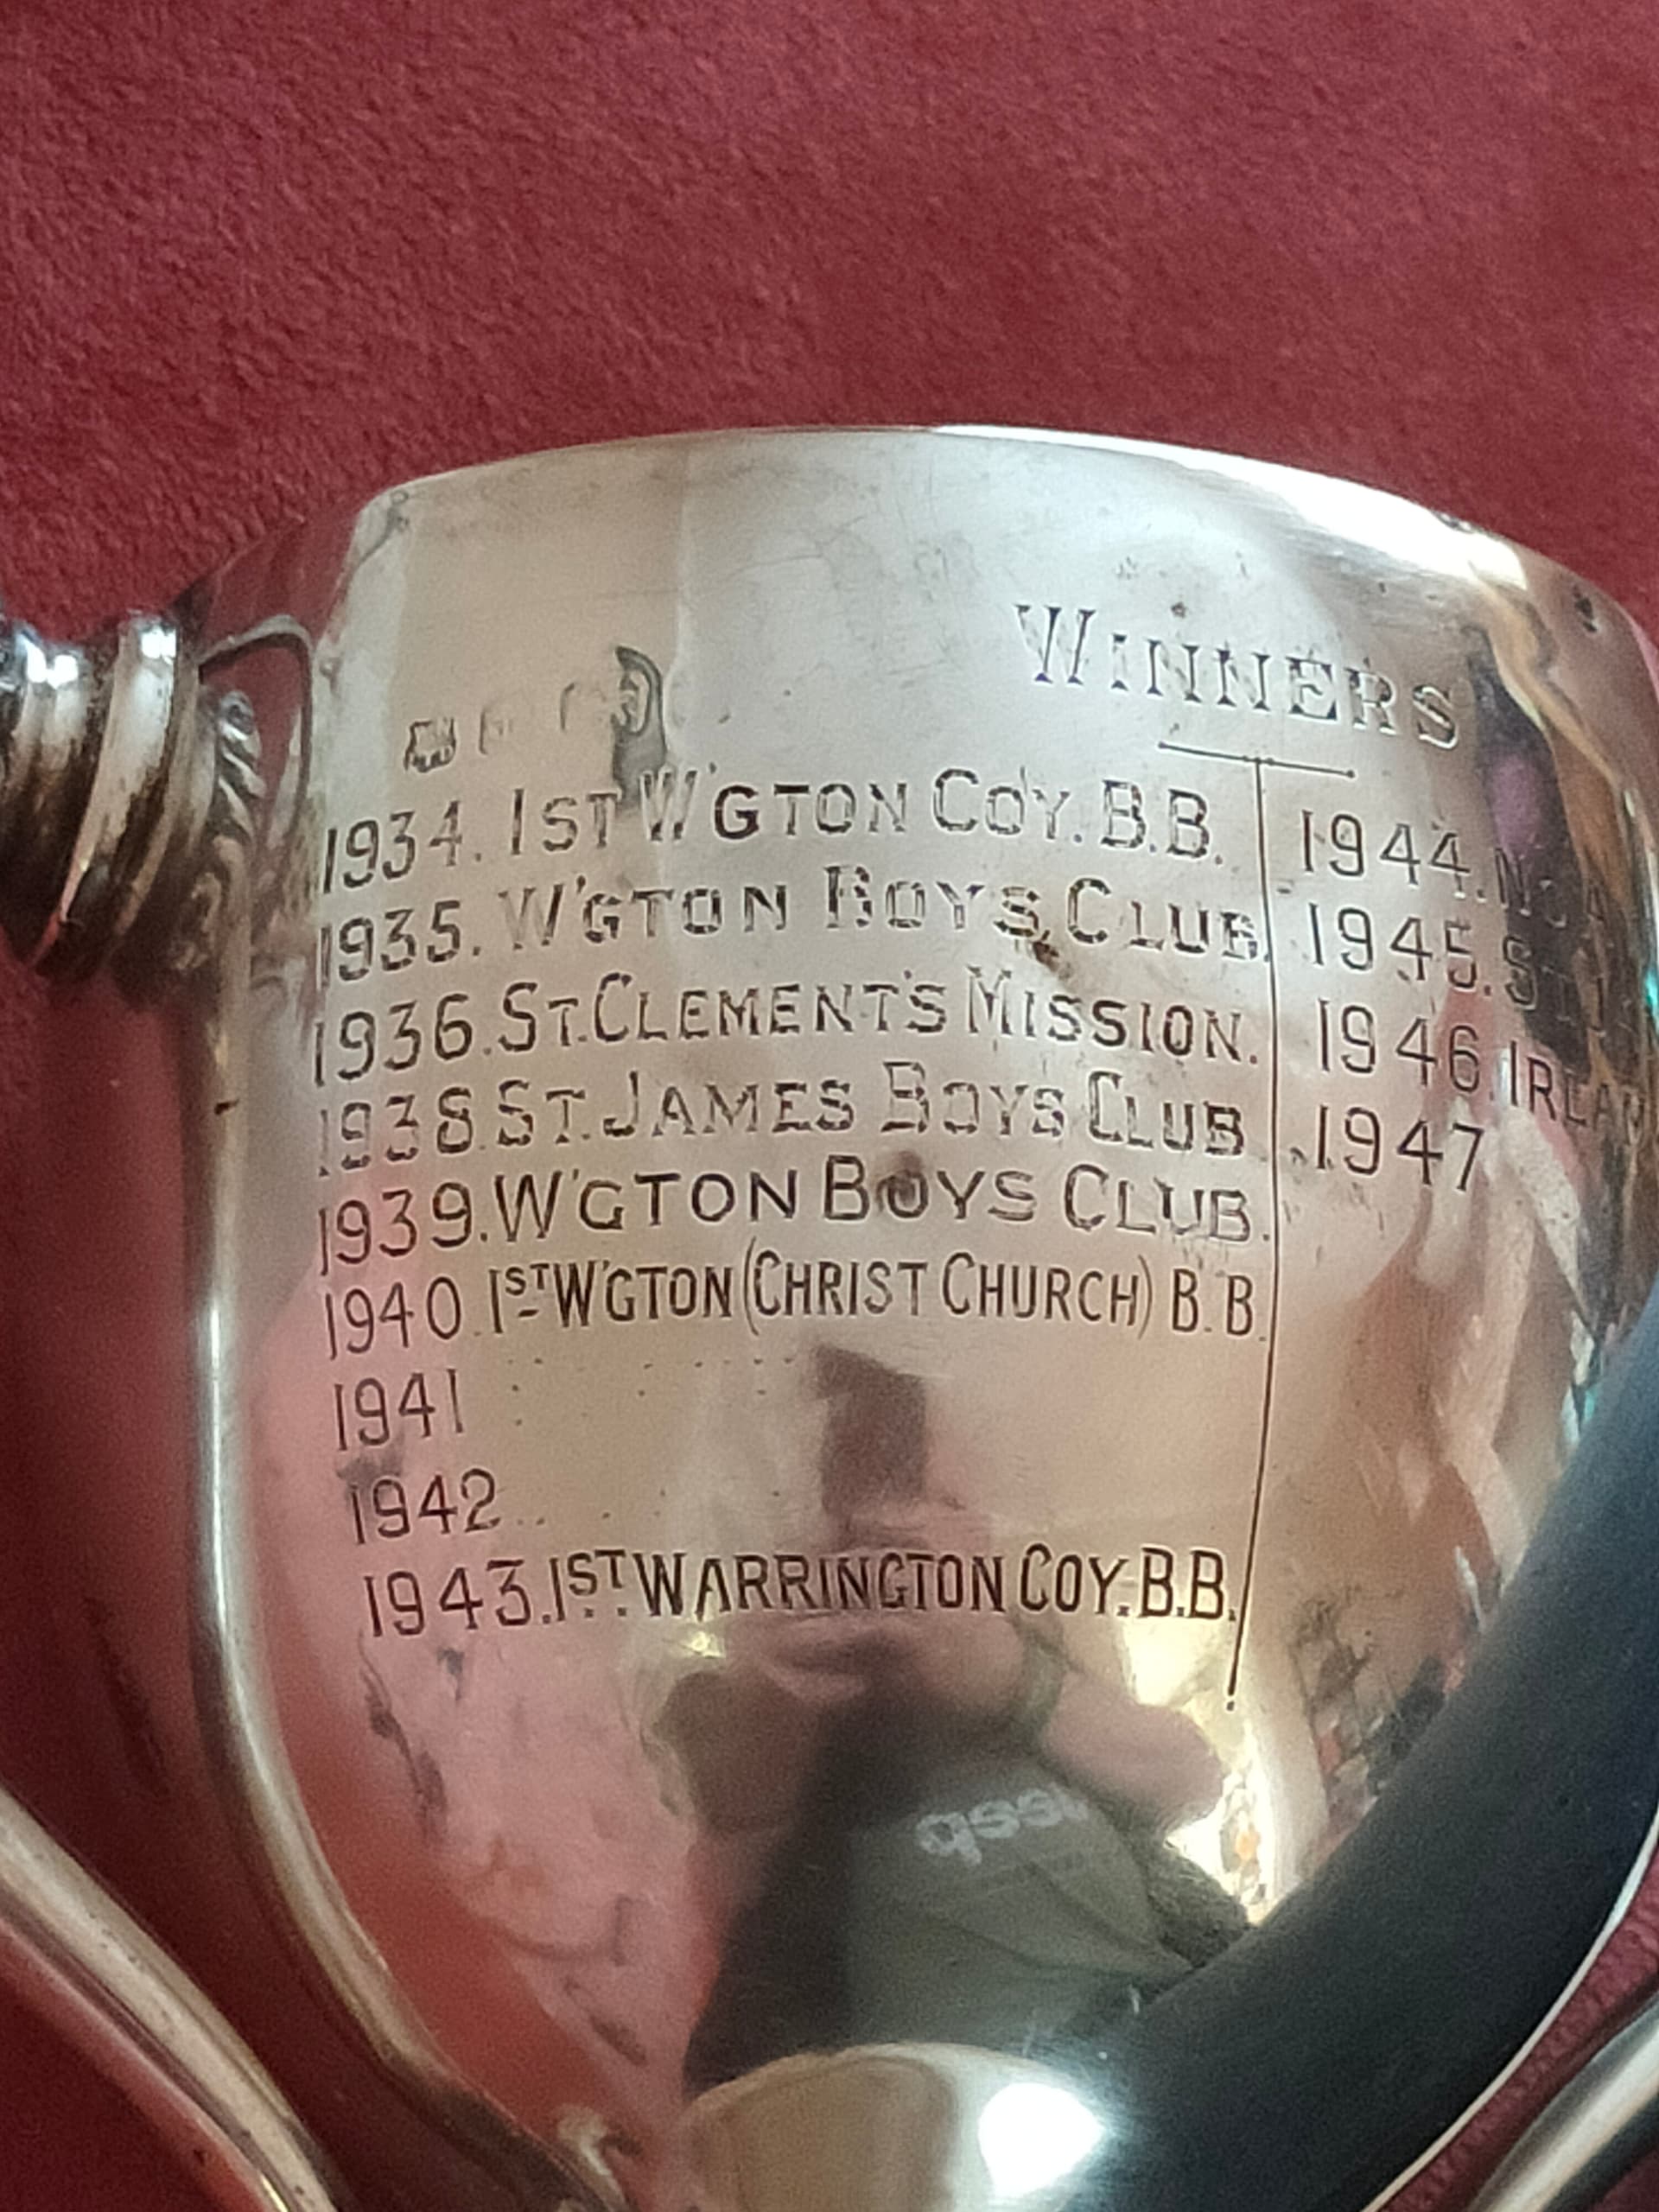 WINNERS
1934. 1ST W'GTON COY. B.B.
1935. W'GTON BOYS CLUB.
1936. ST. CLEMENT'S MISSION.
1938. ST. JAMES BOYS CLUB
1939. W'GTON BOYS CLUB.
1940. 1ST W'GTON (CHRIST CHURCH) B.B.
1941
1942
1943. 1ST WARRINGTON COY. B.B.
1944.
1945.
1946.
1947